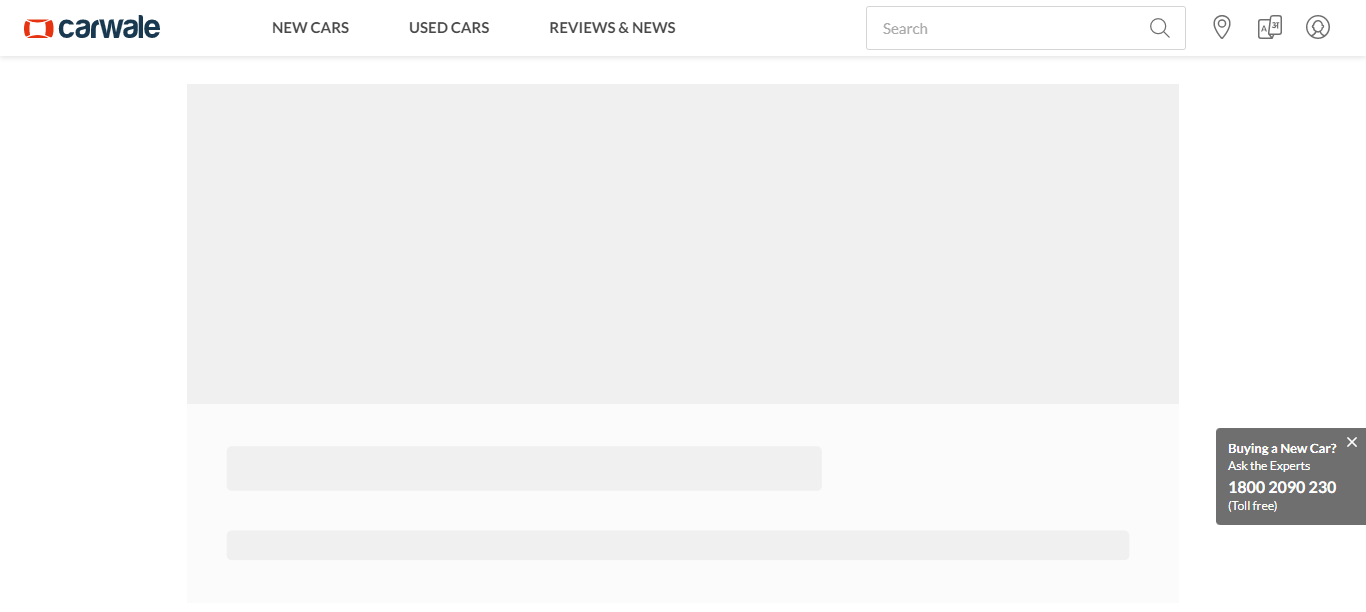 carwale
NEW CARS
USED CARS
REVIEWS & NEWS
Search
Buying a New Car?
Ask the Experts
1800 2090 230
(Toll free)